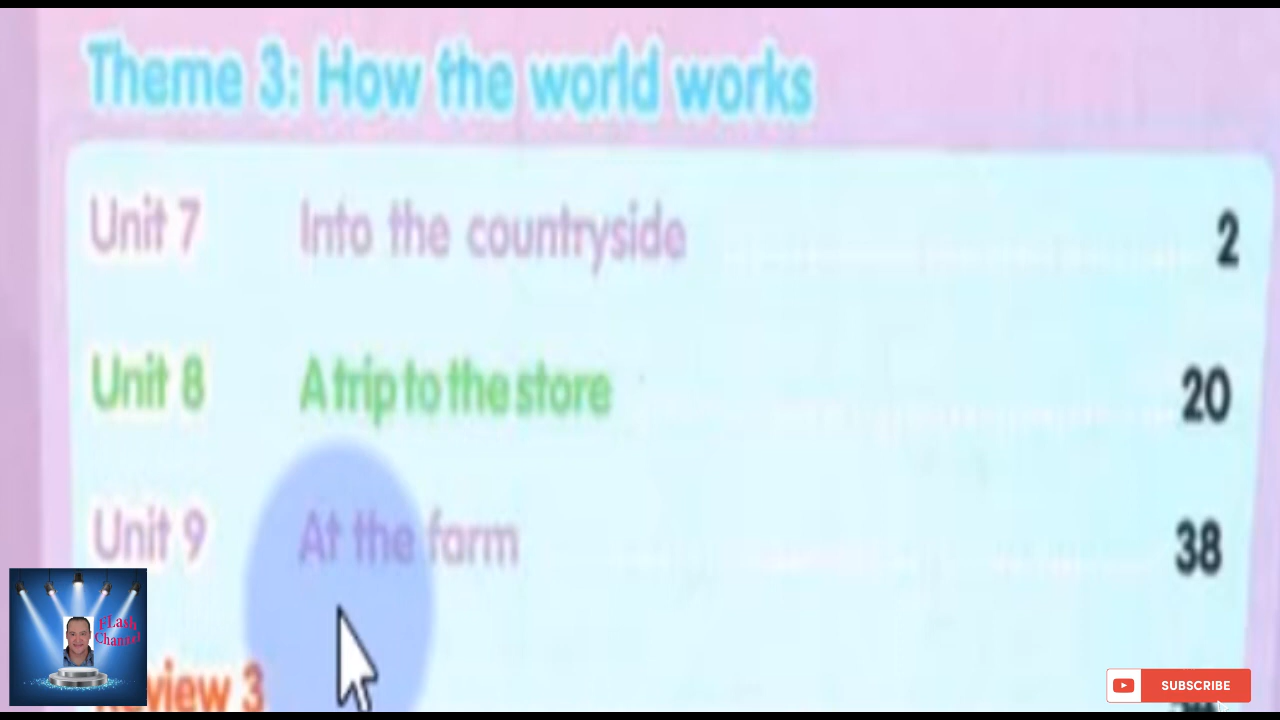 Theme 3: How the world works
Unit 7 Into the countryside 2
Unit 8 A trip to the store 20
Unit 9 At the farm 38
view 3
FLash
Channel
SUBSCRIBE